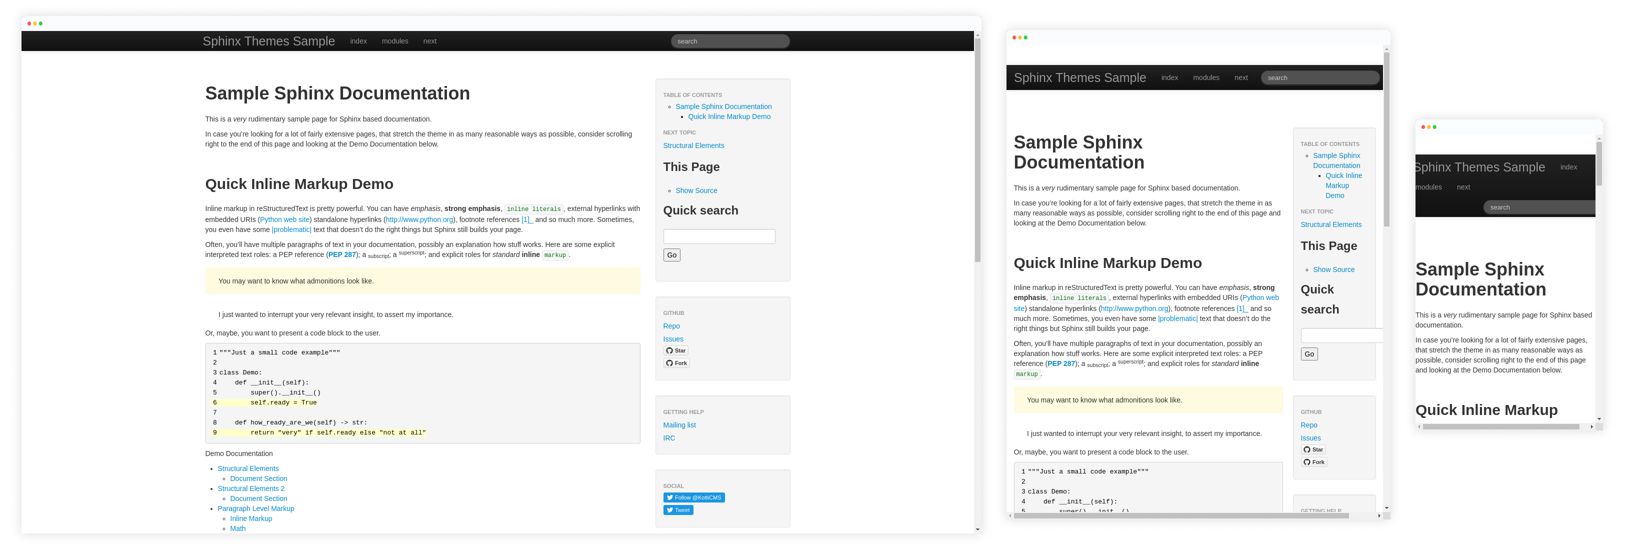 Sphinx Themes Sample index modules next search
Sample Sphinx Documentation
This is a very rudimentary sample page for Sphinx based documentation.
In case you're looking for a lot of fairly extensive pages, that stretch the theme in as many reasonable ways as possible, consider scrolling
right to the end of this page and looking at the Demo Documentation below.
Quick Inline Markup Demo
Inline markup in reStructuredText is pretty powerful. You can have emphasis, strong emphasis, inline literals, external hyperlinks with
embedded URIs (Python web site) standalone hyperlinks (http://www.python.org), footnote references [1]_ and so much more. Sometimes,
you even have some |problematic| text that doesn't do the right things but Sphinx still builds your page.
Often, you'll have multiple paragraphs of text in your documentation, possibly an explanation how stuff works. Here are some explicit
interpreted text roles: a PEP reference (PEP 287); a subscript, a superscript; and explicit roles for standard inline markup.
You may want to know what admonitions look like.
I just wanted to interrupt your very relevant insight, to assert my importance.
Or, maybe, you want to present a code block to the user.
1 """Just a small code example"""
2
3 class Demo:
4     def __init__(self):
5         super().__init__()
6         self.ready = True
7
8     def how_ready_are_we(self) -> str:
9         return "very" if self.ready else "not at all"
Demo Documentation
Structural Elements
Document Section
Structural Elements 2
Document Section
Paragraph Level Markup
Inline Markup
Math
TABLE OF CONTENTS
Sample Sphinx Documentation
Quick Inline Markup Demo
NEXT TOPIC
Structural Elements
This Page
Show Source
Quick search
Go
GITHUB
Repo
Issues
Star
Fork
GETTING HELP
Mailing list
IRC
SOCIAL
Follow @KottiCMS
Tweet
Sphinx Themes Sample index modules next search
Sample Sphinx
Documentation
This is a very rudimentary sample page for Sphinx based documentation.
In case you're looking for a lot of fairly extensive pages, that stretch the theme in as
many reasonable ways as possible, consider scrolling right to the end of this page and
looking at the Demo Documentation below.
Quick Inline Markup Demo
Inline markup in reStructuredText is pretty powerful. You can have emphasis, strong
emphasis, inline literals, external hyperlinks with embedded URIs (Python web
site) standalone hyperlinks (http://www.python.org), footnote references [1]_ and so
much more. Sometimes, you even have some |problematic| text that doesn't do the
right things but Sphinx still builds your page.
Often, you'll have multiple paragraphs of text in your documentation, possibly an
explanation how stuff works. Here are some explicit interpreted text roles: a PEP
reference (PEP 287); a subscript, a superscript; and explicit roles for standard inline
markup.
You may want to know what admonitions look like.
I just wanted to interrupt your very relevant insight, to assert my importance.
Or, maybe, you want to present a code block to the user.
1 """Just a small code example"""
2
3 class Demo:
4     def __init__(self):
5         super().__init__()
TABLE OF CONTENTS
Sample Sphinx
Documentation
Quick Inline
Markup
Demo
NEXT TOPIC
Structural Elements
This Page
Show Source
Quick
search
Go
GITHUB
Repo
Issues
Star
Fork
GETTING HELP
Sphinx Themes Sample index
modules next
search
Sample Sphinx
Documentation
This is a very rudimentary sample page for Sphinx based
documentation.
In case you're looking for a lot of fairly extensive pages,
that stretch the theme in as many reasonable ways as
possible, consider scrolling right to the end of this page
and looking at the Demo Documentation below.
Quick Inline Markup